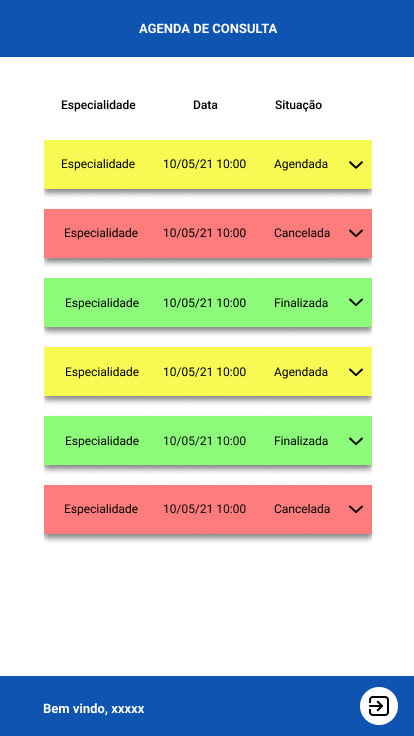 AGENDA DE CONSULTA
Especialidade Data Situação
Especialidade 10/05/21 10:00 Agendada
Especialidade 10/05/21 10:00 Cancelada
Especialidade 10/05/21 10:00 Finalizada
Especialidade 10/05/21 10:00 Agendada
Especialidade 10/05/21 10:00 Finalizada
Especialidade 10/05/21 10:00 Cancelada
Bem vindo, xxxxx